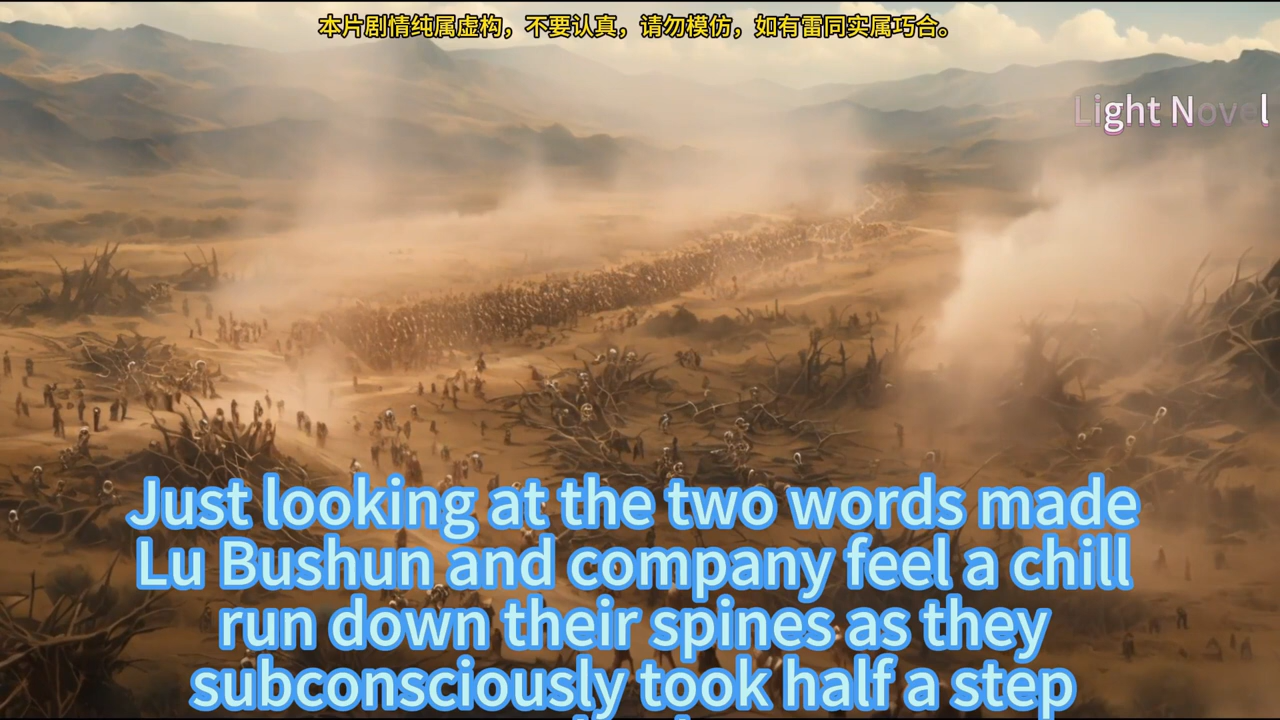 本片剧情纯属虚构，不要认真，请勿模仿，如有雷同实属巧合。
Light Novel
Just looking at the two words made
Lu Bushun and company feel a chill
run down their spines as they
subconsciously took half a step